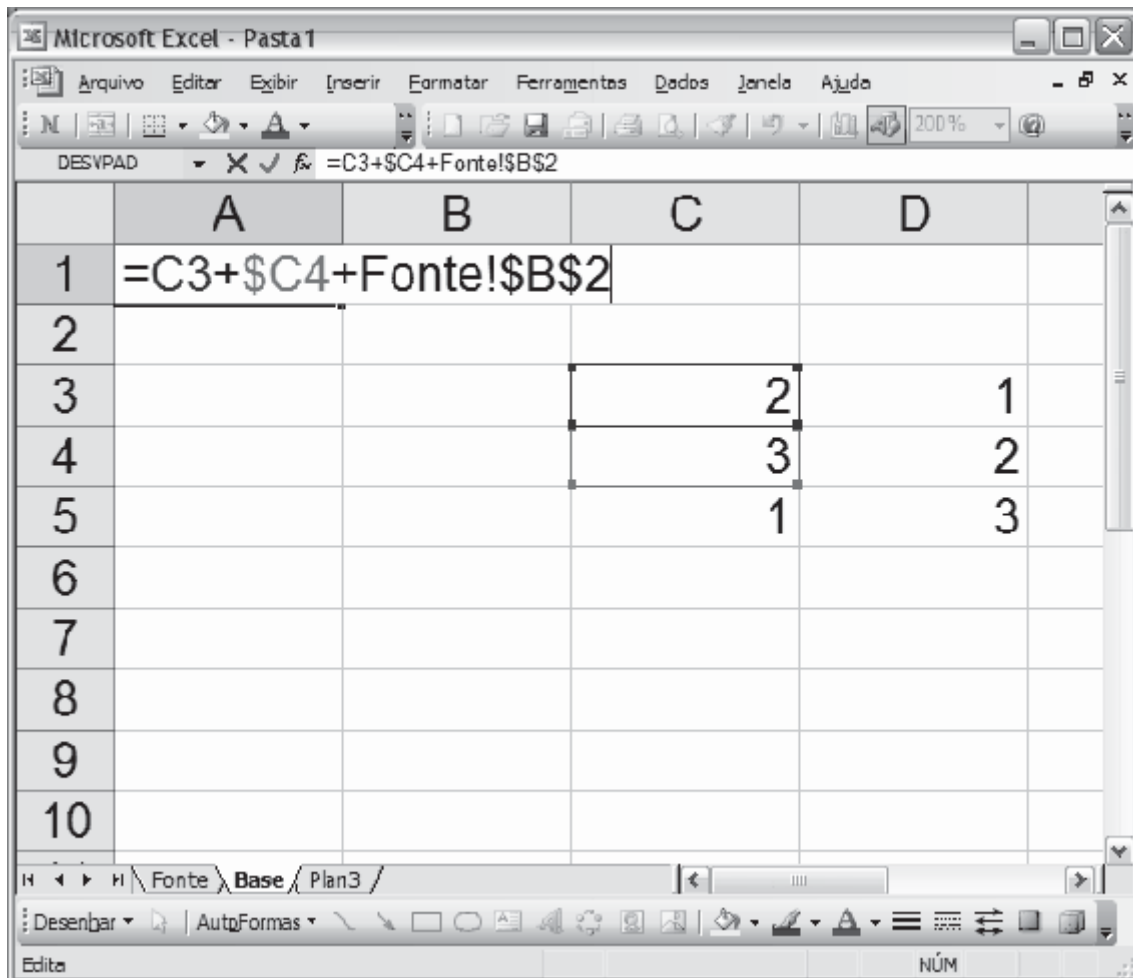 Microsoft Excel - Pasta1
Arquivo Editar Exibir Inserir Formatar Ferramentas Dados Janela Ajuda
N A 200%
DESVPAD fx =C3+$C4+Fonte!$B$2
A B C D
1 =C3+$C4+Fonte!$B$2
2
3 2 1
4 3 2
5 1 3
6
7
8
9
10
Fonte Base Plan3
Desenhar AutoFormas A
Edita NÚM